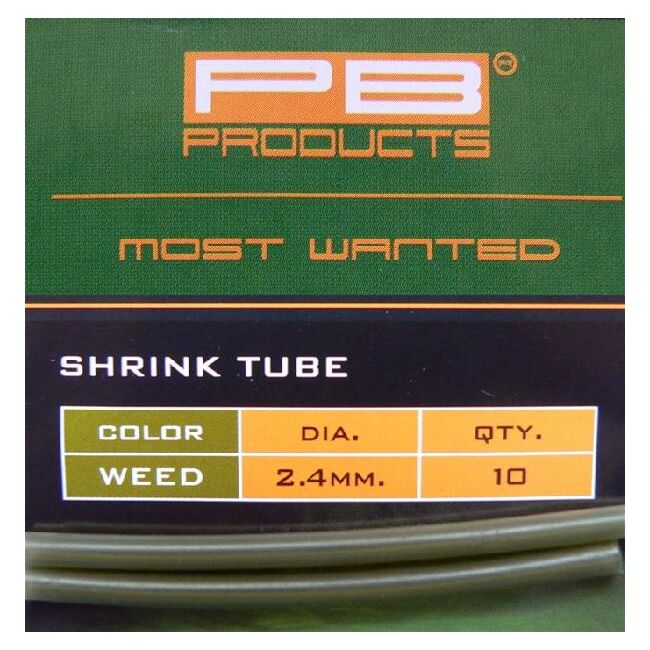 PB
PRODUCTS
MOST WANTED
SHRINK TUBE
COLOR DIA. QTY.
WEED 2.4MM. 10